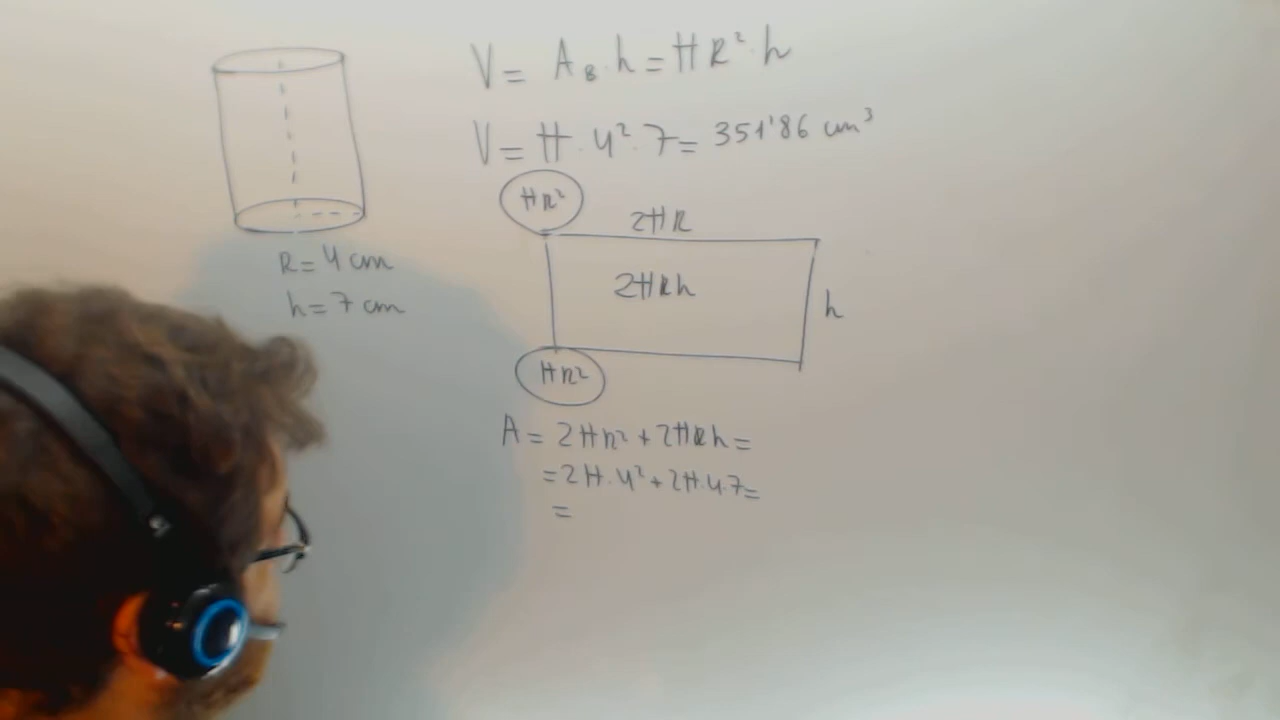 V = A_B · h = π R² · h
V = π · 4² · 7 = 351'86 cm³
πR²
2πR
R = 4 cm
2πRh
h = 7 cm
h
πR²
A = 2πR² + 2πRh =
= 2π · 4² + 2π · 4 · 7 =
=